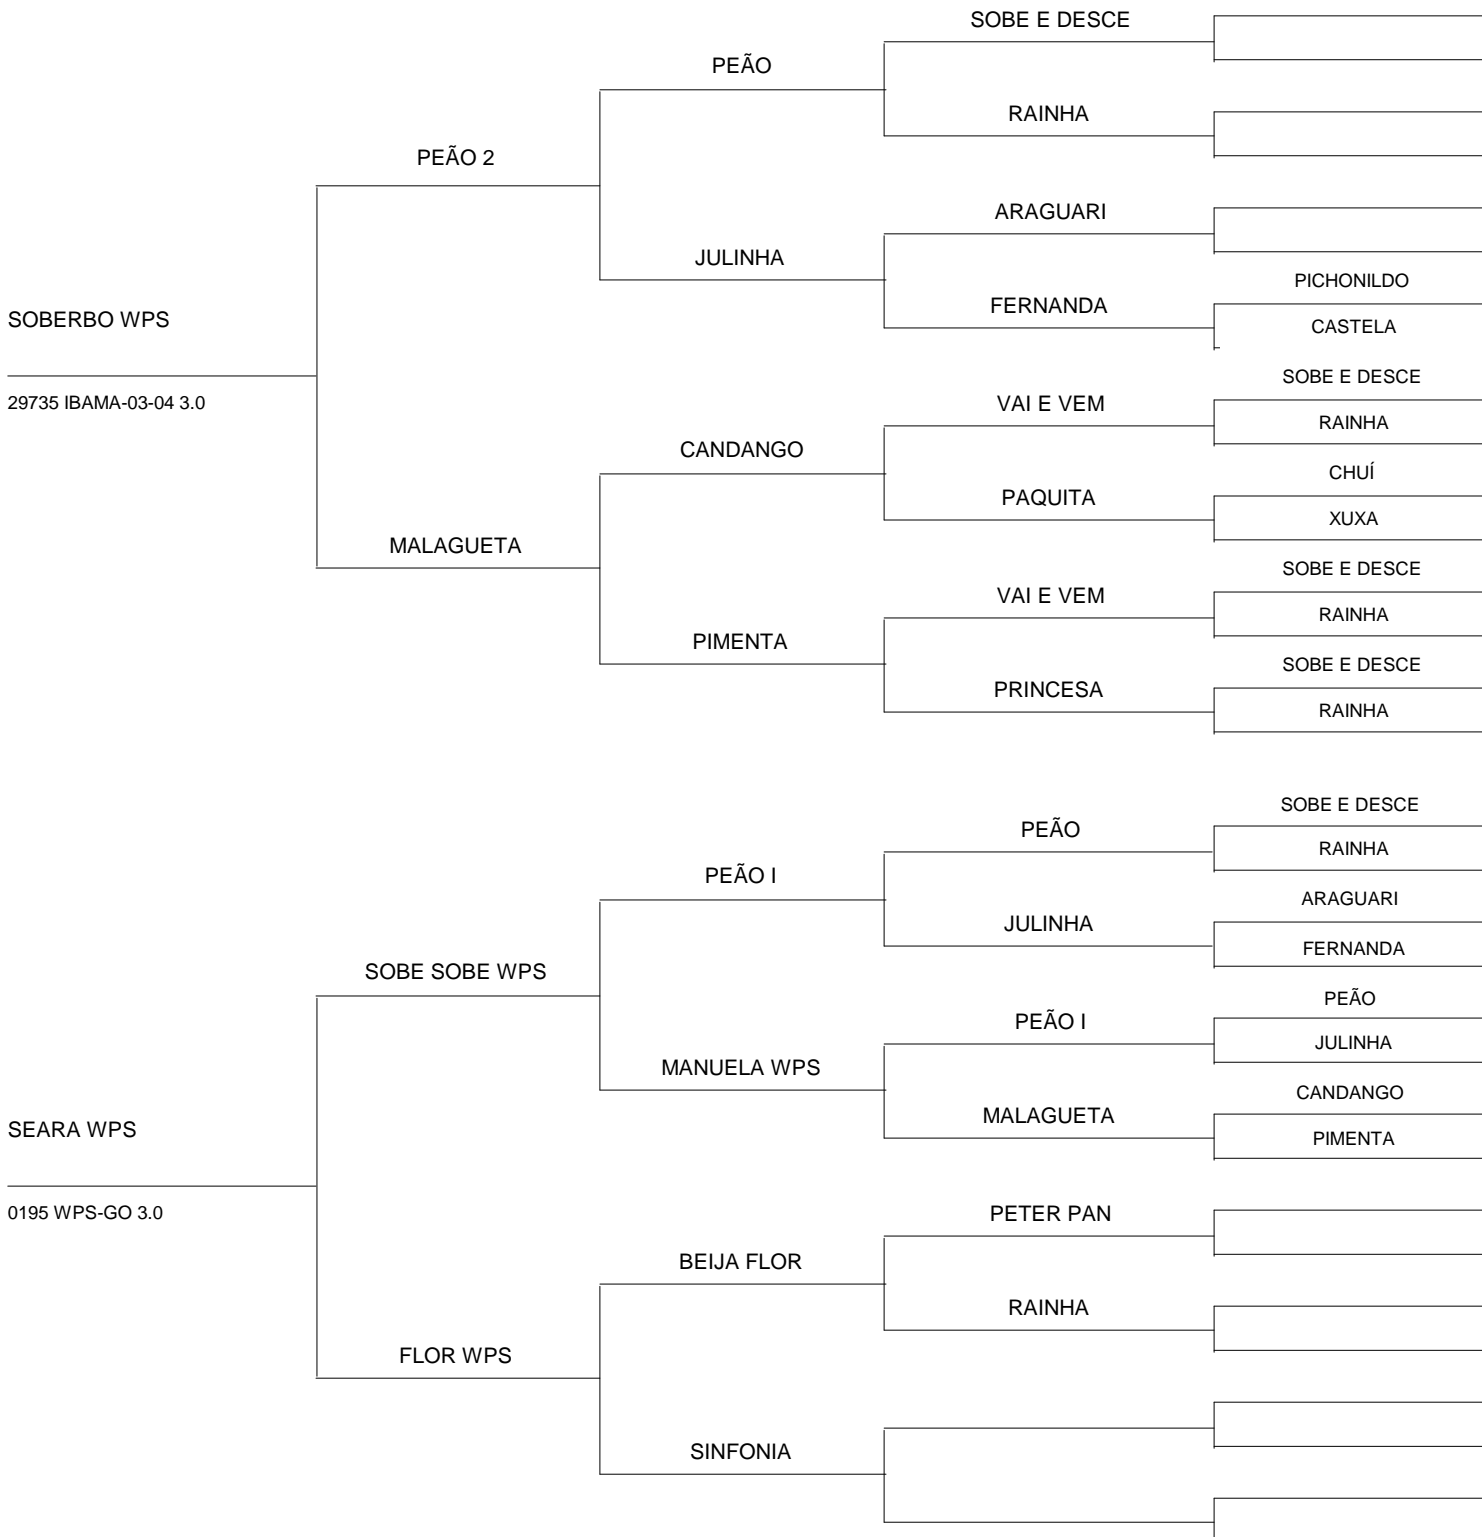 SOBE E DESCE
PEÃO
RAINHA
PEÃO 2
ARAGUARI
JULINHA
PICHONILDO
FERNANDA
CASTELA
SOBERBO WPS
SOBE E DESCE
29735 IBAMA-03-04 3.0
VAI E VEM
RAINHA
CANDANGO
CHUÍ
PAQUITA
XUXA
MALAGUETA
SOBE E DESCE
VAI E VEM
RAINHA
PIMENTA
SOBE E DESCE
PRINCESA
RAINHA
SOBE E DESCE
PEÃO
RAINHA
PEÃO I
ARAGUARI
JULINHA
FERNANDA
SOBE SOBE WPS
PEÃO
PEÃO I
JULINHA
MANUELA WPS
CANDANGO
MALAGUETA
PIMENTA
SEARA WPS
0195 WPS-GO 3.0
PETER PAN
BEIJA FLOR
RAINHA
FLOR WPS
SINFONIA